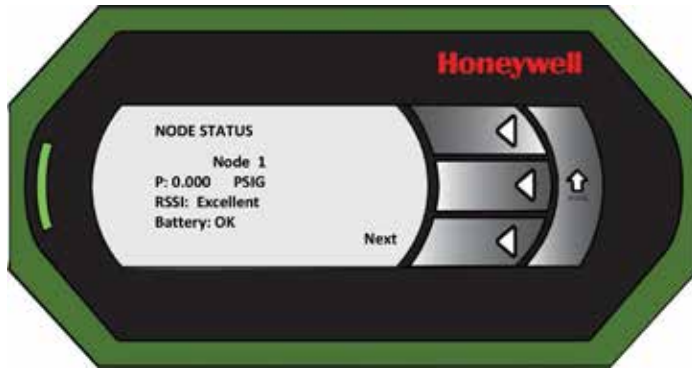 Honeywell
NODE STATUS
Node 1
P: 0.000 PSIG
RSSI: Excellent
Battery: OK
Next